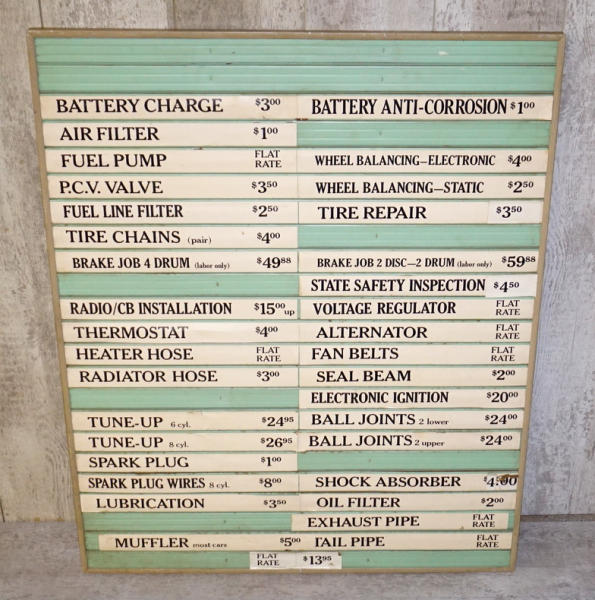 BATTERY CHARGE $3.00 BATTERY ANTI-CORROSION $1.00
AIR FILTER $1.00
FUEL PUMP FLAT RATE WHEEL BALANCING—ELECTRONIC $4.00
P.C.V. VALVE $3.50 WHEEL BALANCING—STATIC $2.50
FUEL LINE FILTER $2.50 TIRE REPAIR $3.50
TIRE CHAINS (pair) $4.00
BRAKE JOB 4 DRUM (labor only) $49.88 BRAKE JOB 2 DISC—2 DRUM (labor only) $59.88
STATE SAFETY INSPECTION $4.50
RADIO/CB INSTALLATION $15.00 up VOLTAGE REGULATOR FLAT RATE
THERMOSTAT $4.00 ALTERNATOR FLAT RATE
HEATER HOSE FLAT RATE FAN BELTS FLAT RATE
RADIATOR HOSE $3.00 SEAL BEAM $2.00
ELECTRONIC IGNITION $20.00
TUNE-UP 6 cyl. $24.95 BALL JOINTS 2 lower $24.00
TUNE-UP 8 cyl. $26.95 BALL JOINTS 2 upper $24.00
SPARK PLUG $1.00
SPARK PLUG WIRES 8 cyl. $8.00 SHOCK ABSORBER $4.00
LUBRICATION $3.50 OIL FILTER $2.00
EXHAUST PIPE FLAT RATE
MUFFLER most cars $5.00 TAIL PIPE FLAT RATE
FLAT RATE $13.95